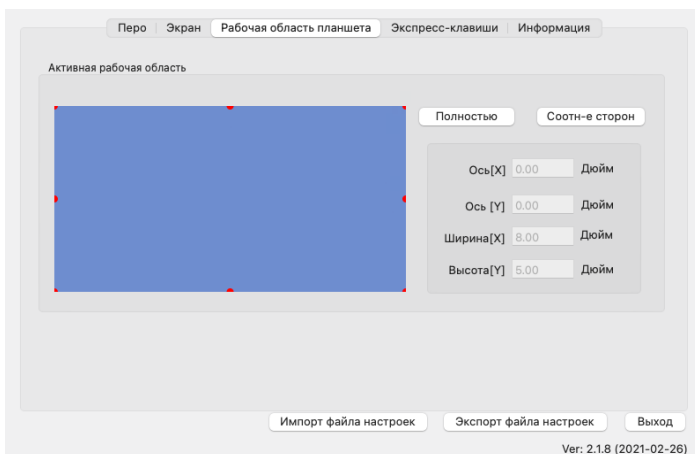 Перо Экран Рабочая область планшета Экспресс-клавиши Информация
Активная рабочая область
Полностью Соотн-е сторон
Ось[X] 0.00 Дюйм
Ось [Y] 0.00 Дюйм
Ширина[X] 8.00 Дюйм
Высота[Y] 5.00 Дюйм
Импорт файла настроек Экспорт файла настроек Выход
Ver: 2.1.8 (2021-02-26)